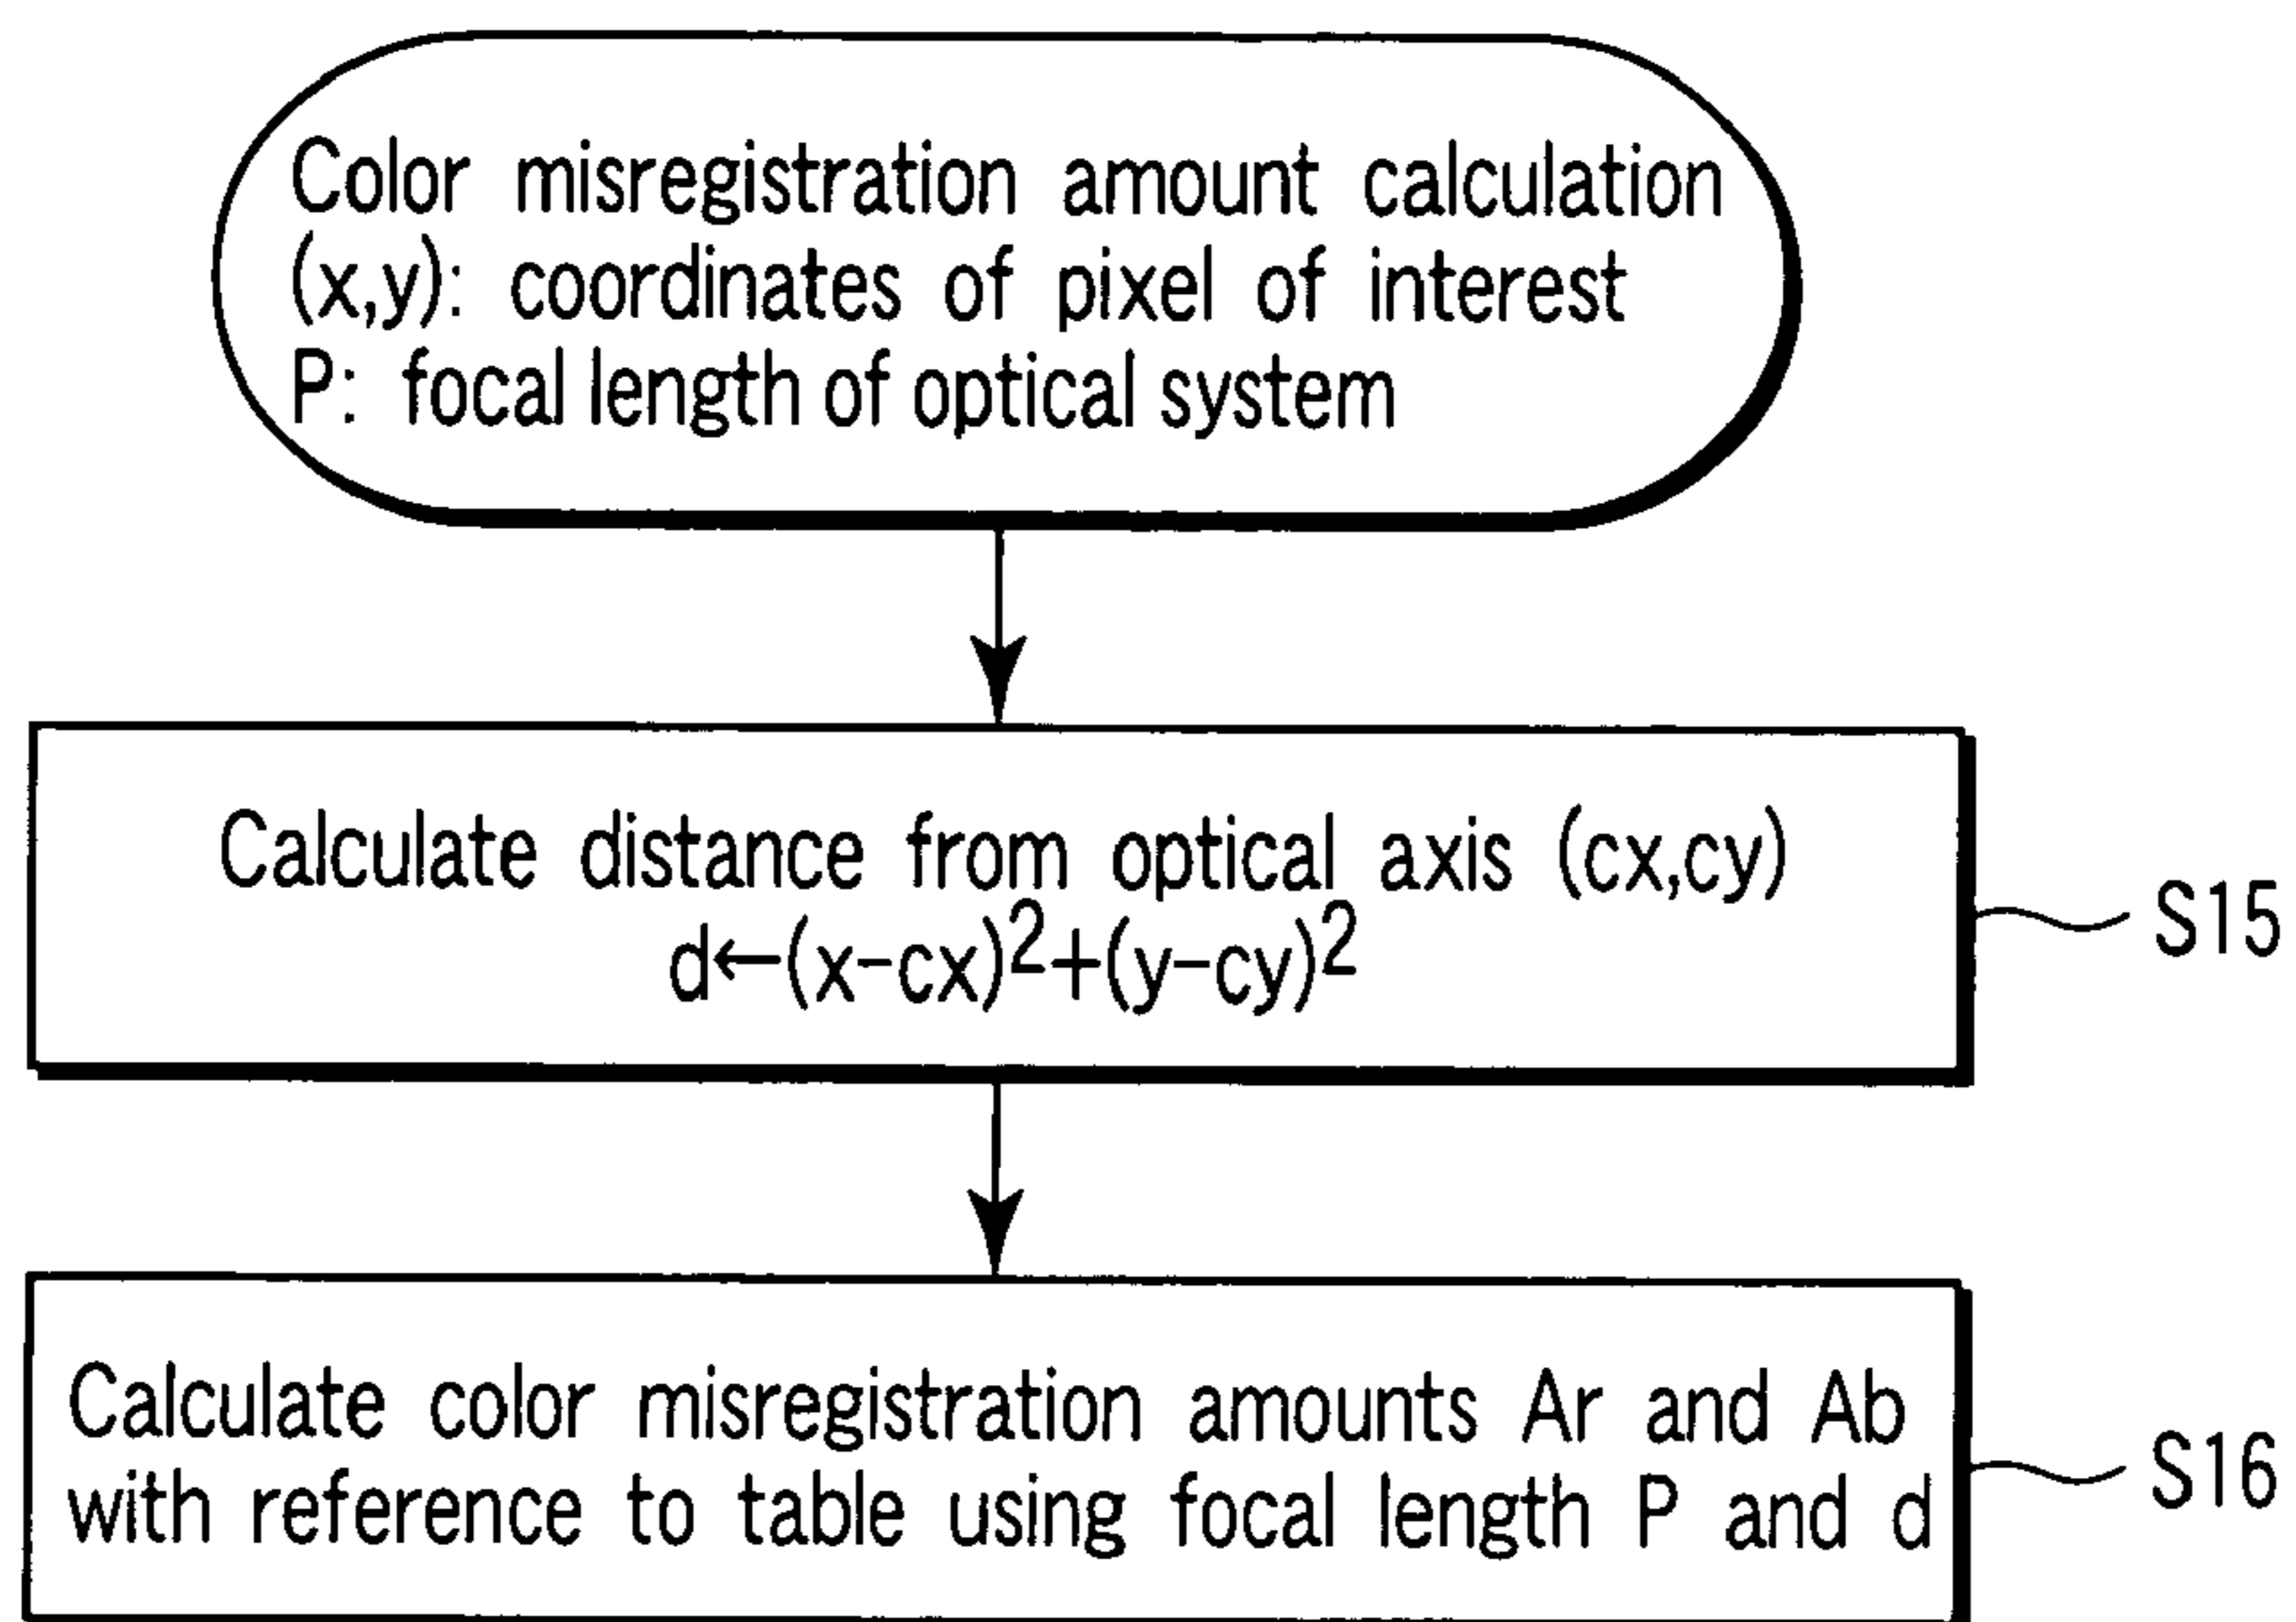 Color misregistration amount calculation
(x,y): coordinates of pixel of interest
P: focal length of optical system
Calculate distance from optical axis (cx,cy)
d←(x-cx)²+(y-cy)²
S15
Calculate color misregistration amounts Ar and Ab
with reference to table using focal length P and d
S16